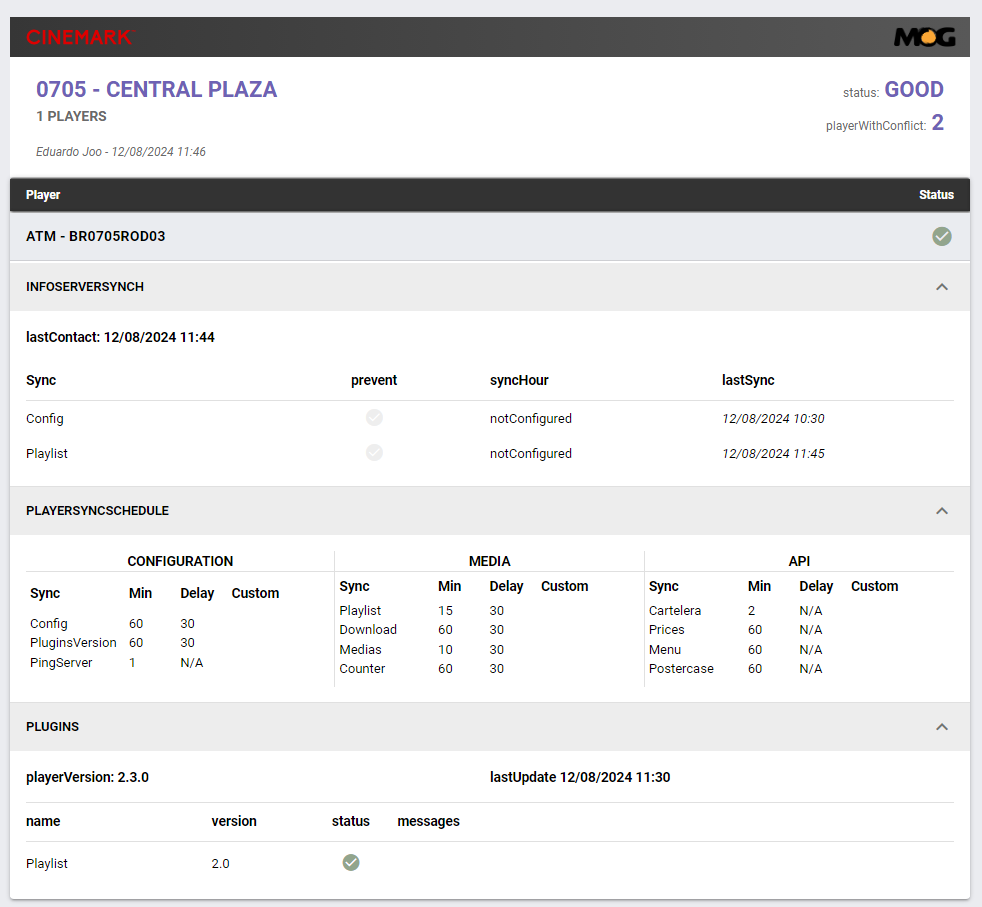 CINEMARK
MOG
0705 - CENTRAL PLAZA
status: GOOD
1 PLAYERS
playerWithConflict: 2
Eduardo Joo - 12/08/2024 11:46
Player Status
ATM - BR0705ROD03
INFOSERVERSYNCH
lastContact: 12/08/2024 11:44
Sync prevent syncHour lastSync
Config notConfigured 12/08/2024 10:30
Playlist notConfigured 12/08/2024 11:45
PLAYERSYNCSCHEDULE
CONFIGURATION
Sync Min Delay Custom
Config 60 30
PluginsVersion 60 30
PingServer 1 N/A
MEDIA
Sync Min Delay Custom
Playlist 15 30
Download 60 30
Medias 10 30
Counter 60 30
API
Sync Min Delay Custom
Cartelera 2 N/A
Prices 60 N/A
Menu 60 N/A
Postercase 60 N/A
PLUGINS
playerVersion: 2.3.0 lastUpdate 12/08/2024 11:30
name version status messages
Playlist 2.0